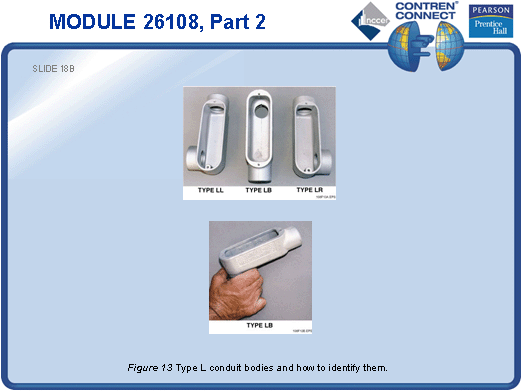 MODULE 26108, Part 2
nccer
CONTREN®
CONNECT
PEARSON
Prentice
Hall
SLIDE 18B
TYPE LL TYPE LB TYPE LR
TYPE LB
Figure 13 Type L conduit bodies and how to identify them.